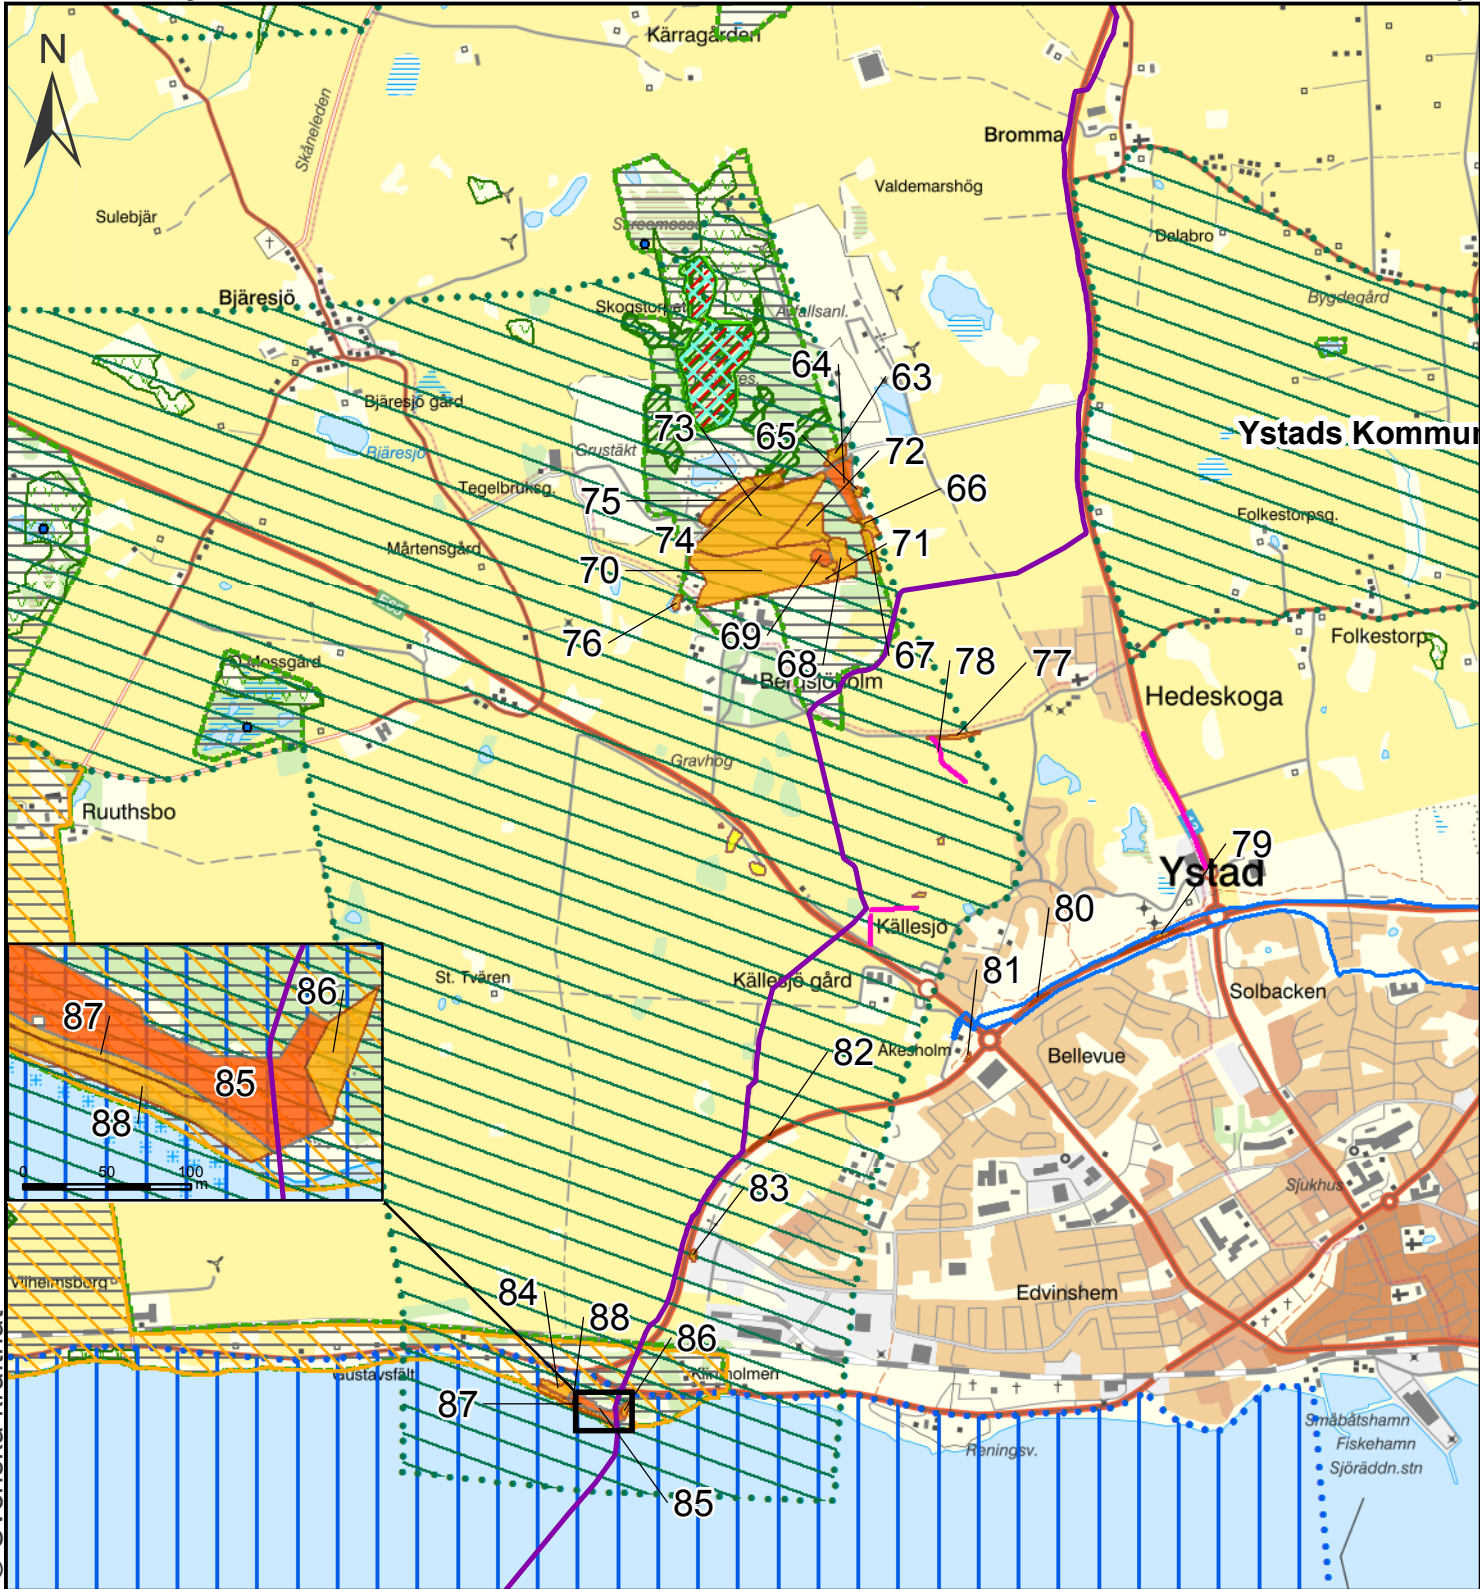 N
Kärragården
Skåneleden
Bromma
Valdemarshög
Sulebjär
Dalabro
Bjäresjö
Bygdegård
Skogstorpet
Avfallsanl.
64
63
Bjäresjö gård
73
65
72
Ystads Kommun
Bjäresjö
Grustäkt
Tegelbruksg.
75
66
Folkestorpsg.
74
71
Mårtensgård
70
E65
76
69
68
67
Folkestorp
Ö Mossgård
78
77
Bergsjöholm
Hedeskoga
Gravhög
Ruuthsbo
13
79
Ystad
80
Källesjö
81
St. Tvären
Källesjö gård
Solbacken
86
87
82
Åkesholm
Bellevue
85
88
0
50
100
m
83
Sjukhus
Vilhelmsborg
84
88
Edvinshem
86
Gustavsfält
Klinholmen
87
Småbåtshamn
Fiskehamn
Sjöräddn.stn
Reningsv.
85